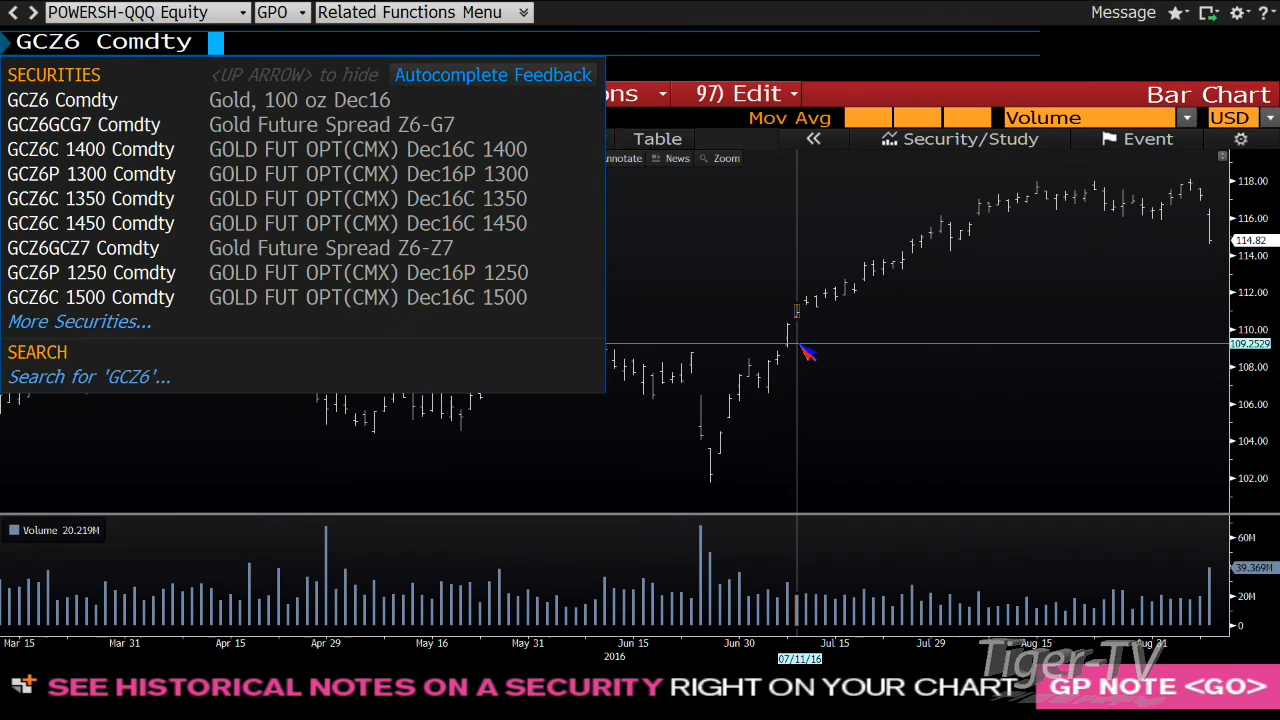 POWERSH-QQQ Equity GPO Related Functions Menu Message ?
GCZ6 Comdty
SECURITIES <UP ARROW> to hide Autocomplete Feedback
GCZ6 Comdty Gold, 100 oz Dec16
GCZ6GCG7 Comdty Gold Future Spread Z6-G7
GCZ6C 1400 Comdty GOLD FUT OPT(CMX) Dec16C 1400
GCZ6P 1300 Comdty GOLD FUT OPT(CMX) Dec16P 1300
GCZ6C 1350 Comdty GOLD FUT OPT(CMX) Dec16C 1350
GCZ6C 1450 Comdty GOLD FUT OPT(CMX) Dec16C 1450
GCZ6GCZ7 Comdty Gold Future Spread Z6-Z7
GCZ6P 1250 Comdty GOLD FUT OPT(CMX) Dec16P 1250
GCZ6C 1500 Comdty GOLD FUT OPT(CMX) Dec16C 1500
More Securities...
SEARCH
Search for 'GCZ6'...
ons 97) Edit Bar Chart
Mov Avg Volume USD
Table « Security/Study Event
nnotate News Zoom
118.00
116.00
114.82
114.00
112.00
110.00
109.2529
108.00
106.00
104.00
102.00
Volume 20.219M
60M
39.369M
20M
0
Mar 15 Mar 31 Apr 15 Apr 29 May 16 May 31 Jun 15 Jun 30 Jul 15 Jul 29 Aug 15 Aug 31
2016 07/11/16
Tiger-TV
SEE HISTORICAL NOTES ON A SECURITY RIGHT ON YOUR CHART GP NOTE <GO>